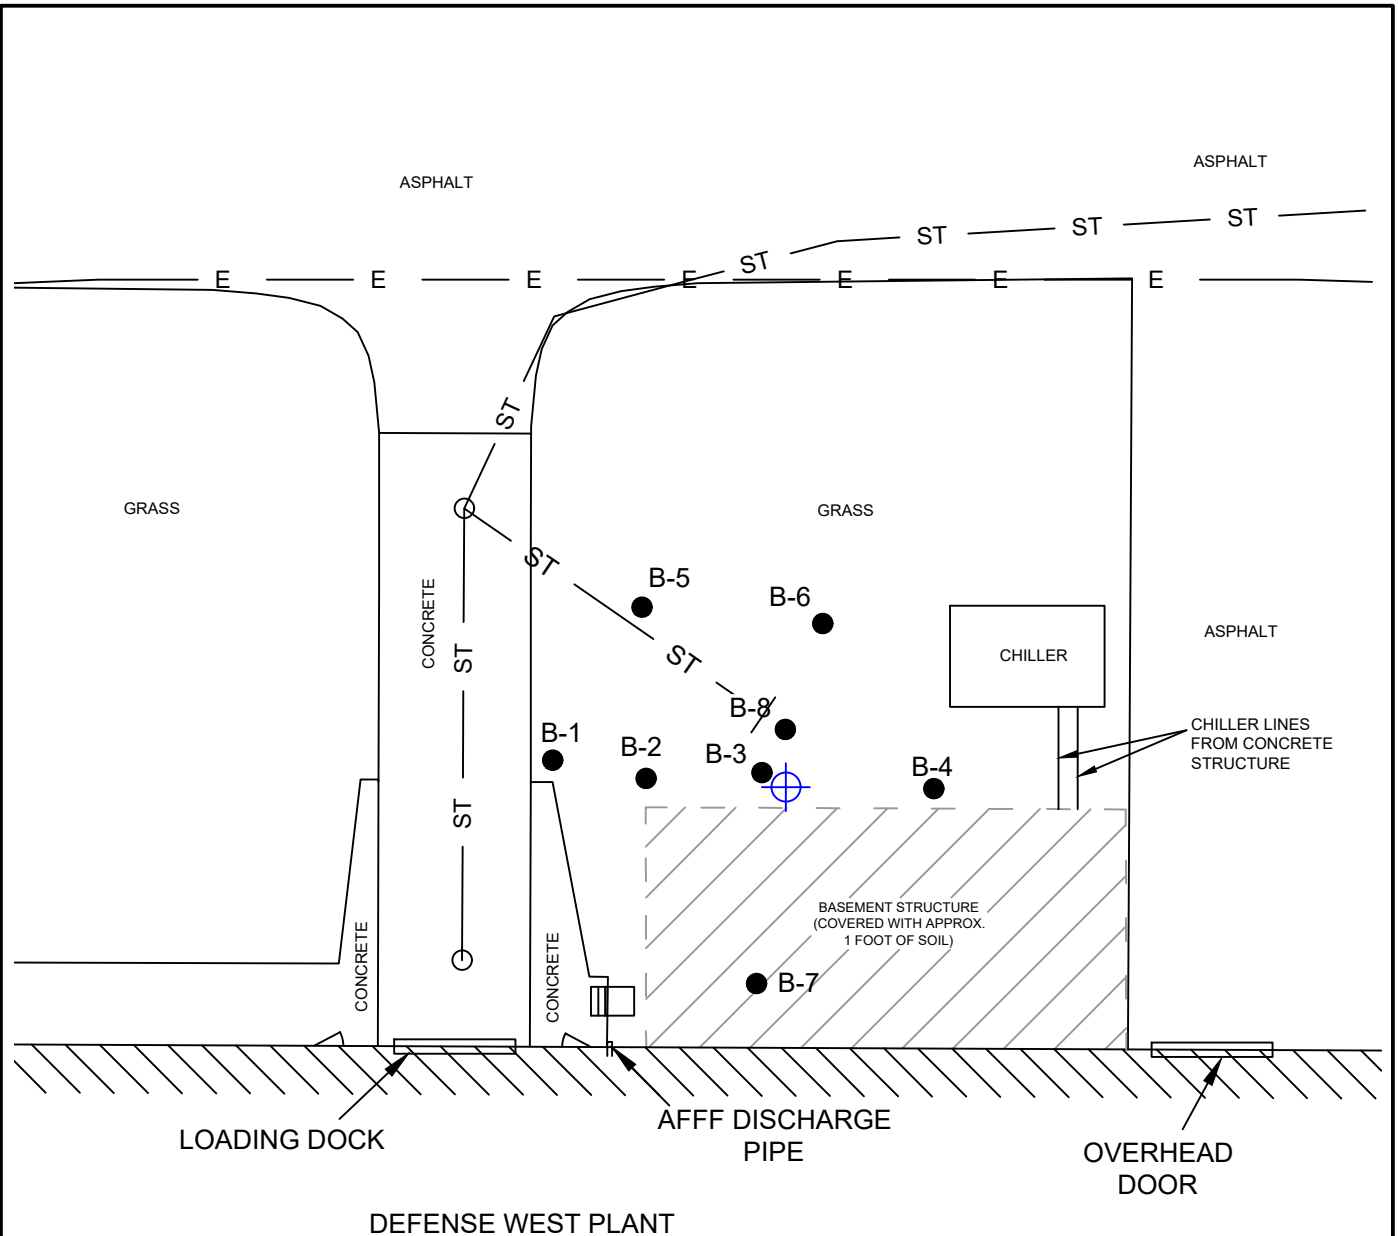 ASPHALT
ASPHALT
ST
ST
ST
ST
E
E
E
E
E
E
E
ST
GRASS
GRASS
ST
B-5
B-6
CONCRETE
ST
ST
CHILLER
ASPHALT
B-8
B-1
B-2
B-3
B-4
CHILLER LINES
FROM CONCRETE
STRUCTURE
ST
BASEMENT STRUCTURE
(COVERED WITH APPROX.
1 FOOT OF SOIL)
CONCRETE
CONCRETE
B-7
LOADING DOCK
AFFF DISCHARGE
PIPE
OVERHEAD
DOOR
DEFENSE WEST PLANT